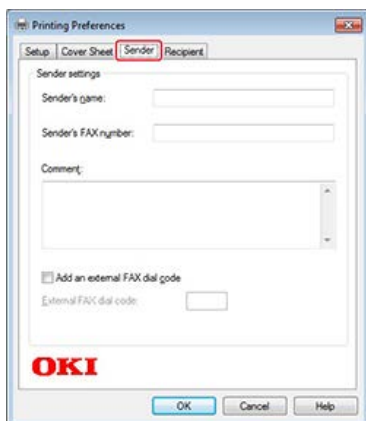 Printing Preferences
Setup Cover Sheet Sender Recipient
Sender settings
Sender's name:
Sender's FAX number:
Comment:
Add an external FAX dial code
External FAX dial code:
OKI
OK Cancel Help